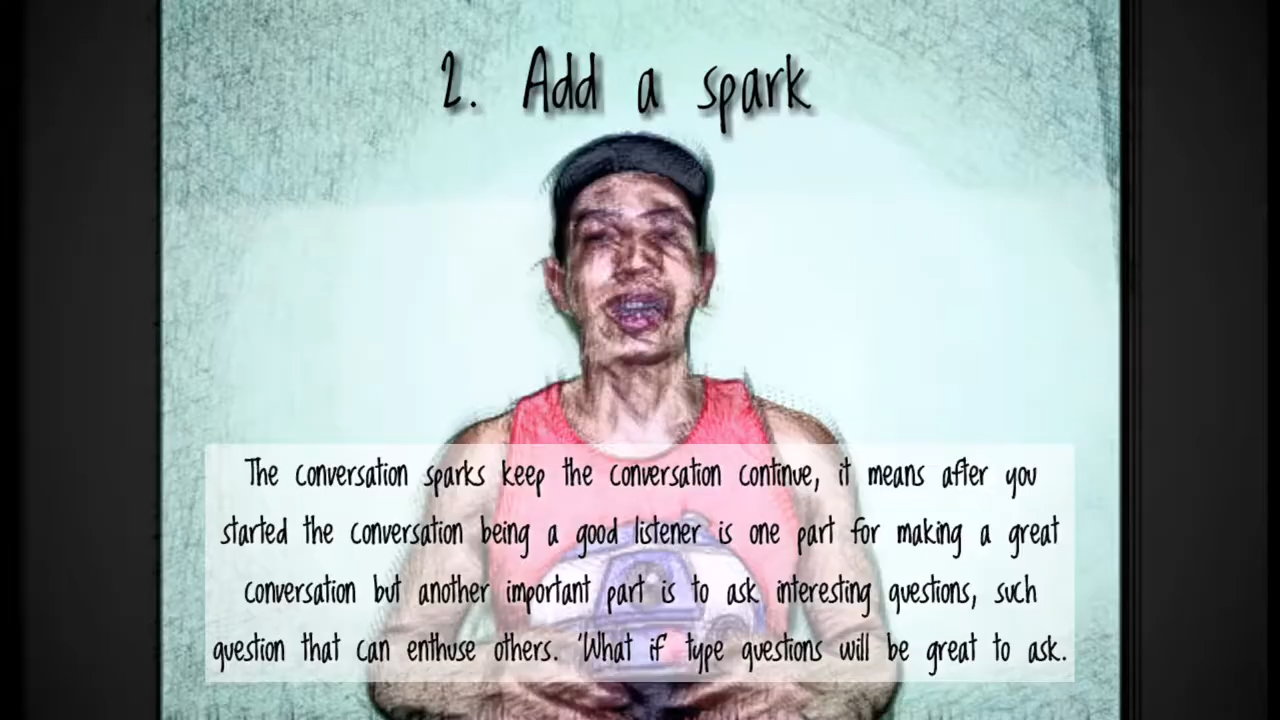 2. Add a spark
The conversation sparks keep the conversation continue, it means after you
started the conversation being a good listener is one part for making a great
conversation but another important part is to ask interesting questions, such
question that can enthuse others. 'What if' type questions will be great to ask.